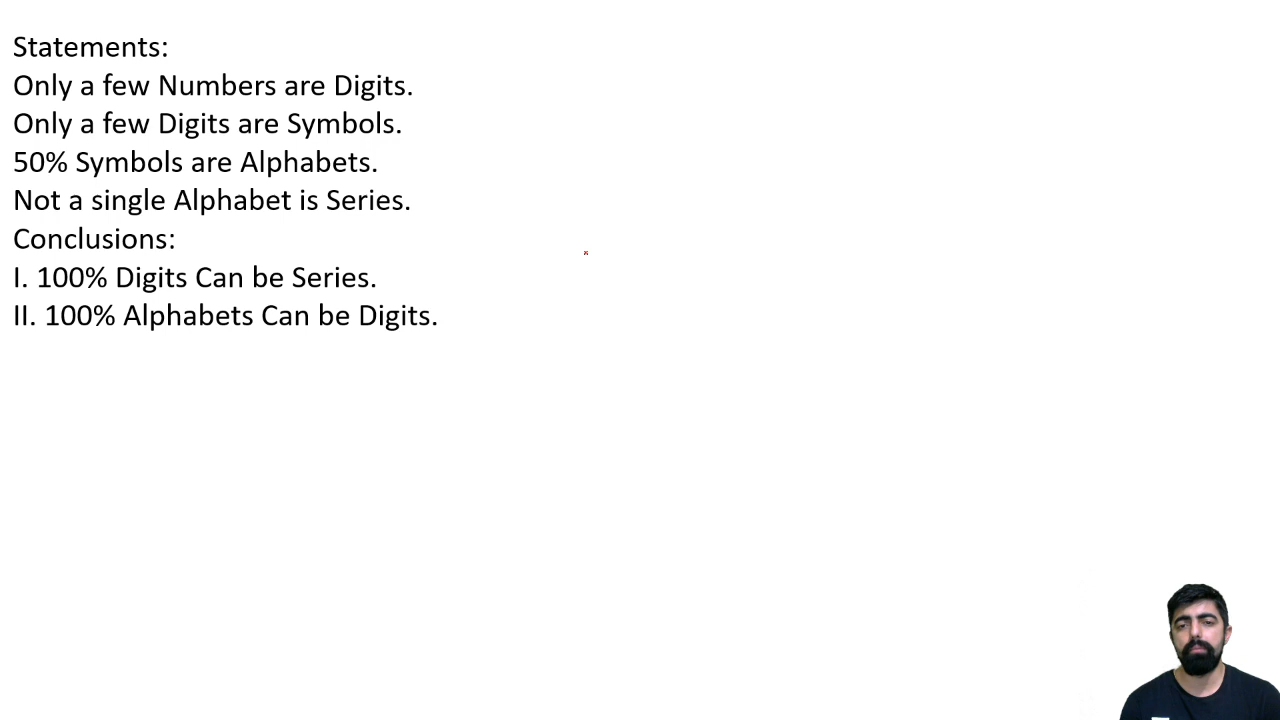 Statements:
Only a few Numbers are Digits.
Only a few Digits are Symbols.
50% Symbols are Alphabets.
Not a single Alphabet is Series.
Conclusions:
I. 100% Digits Can be Series.
II. 100% Alphabets Can be Digits.